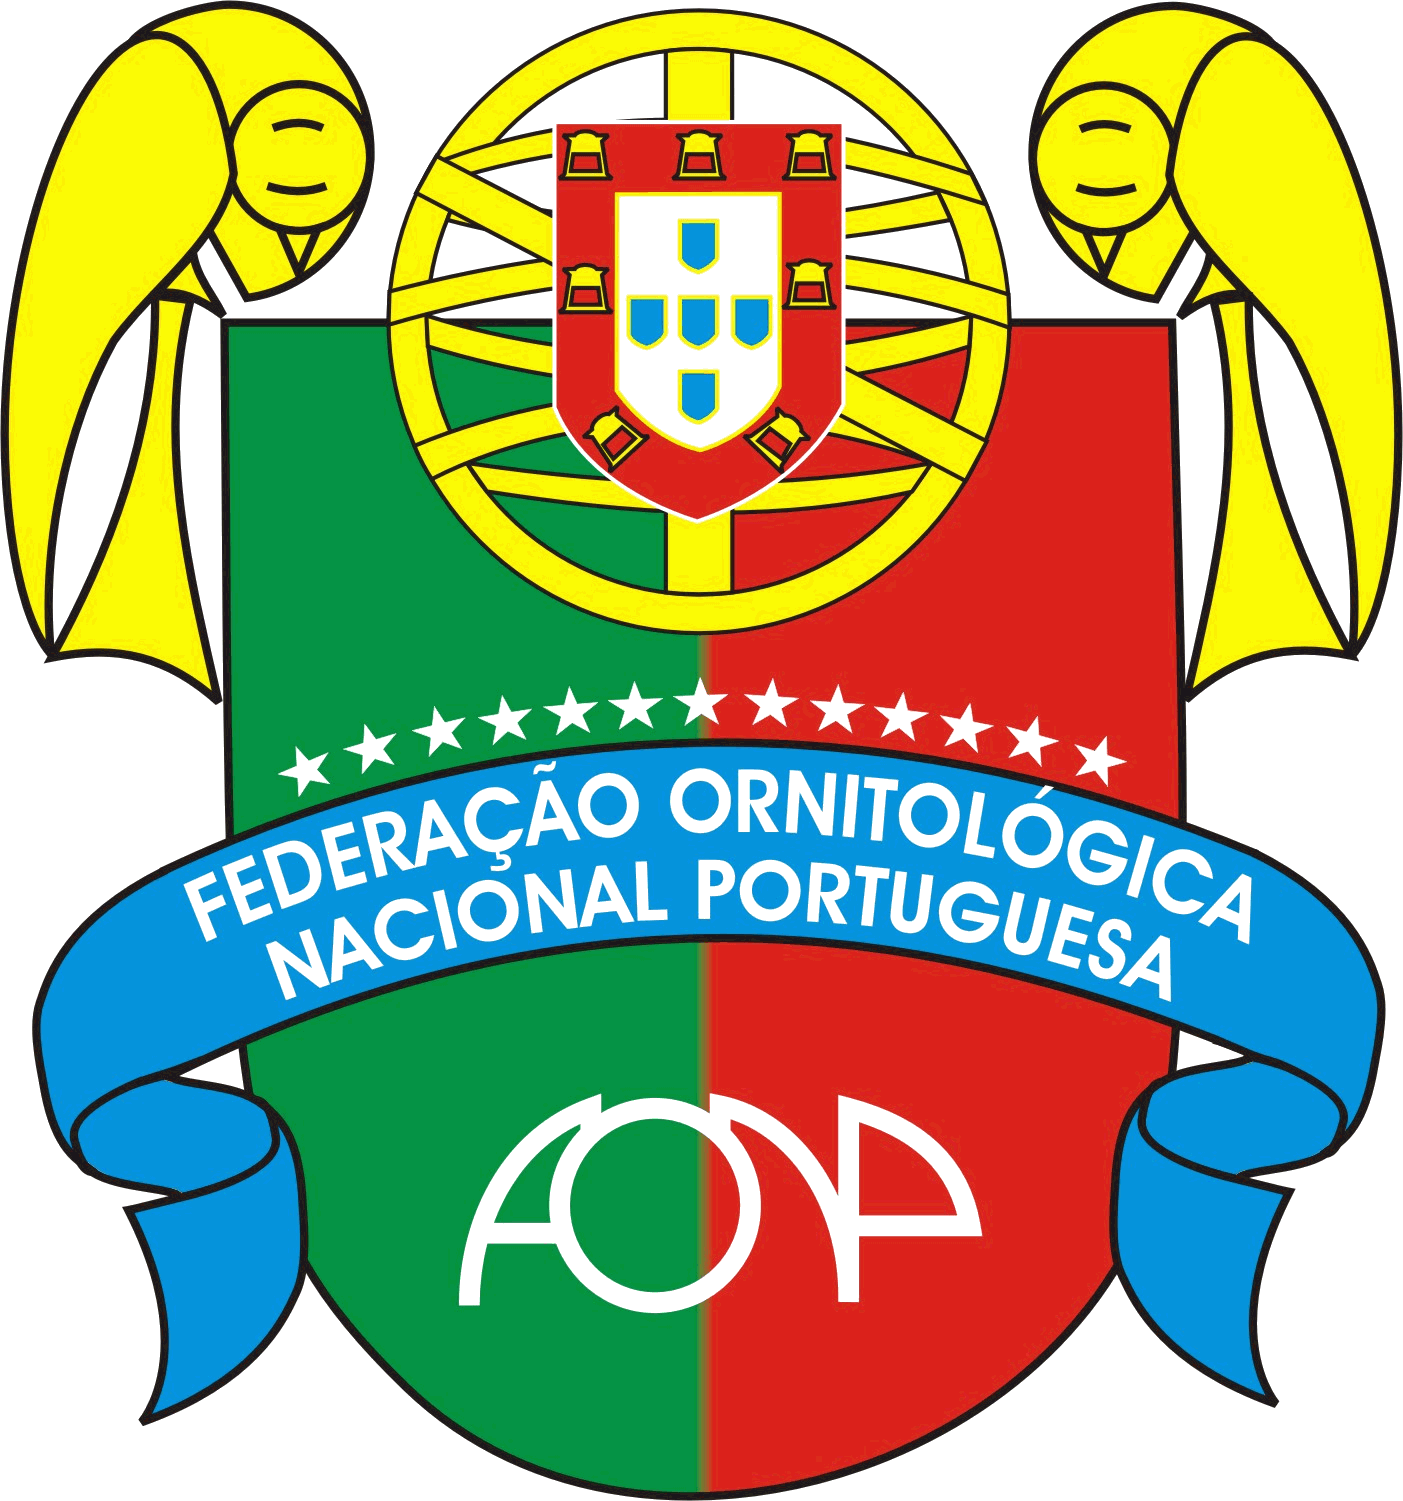 FEDERAÇÃO ORNITOLÓGICA
NACIONAL PORTUGUESA
FONP